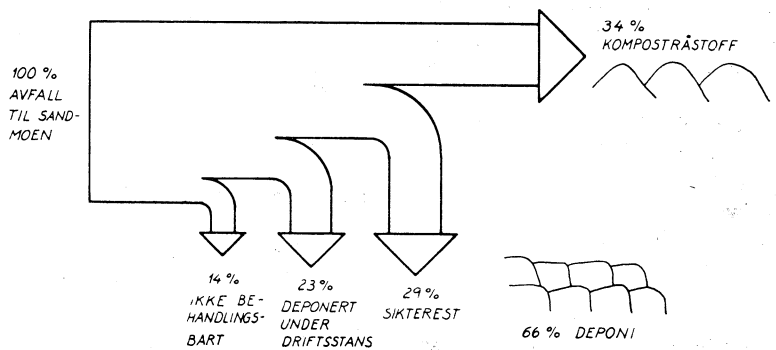 100 %
AVFALL
TIL SAND-
MOEN
34 %
KOMPOSTRÅSTOFF
14 %
IKKE BE-
HANDLINGS-
BART
23 %
DEPONERT
UNDER
DRIFTSSTANS
29 %
SIKTEREST
66 % DEPONI